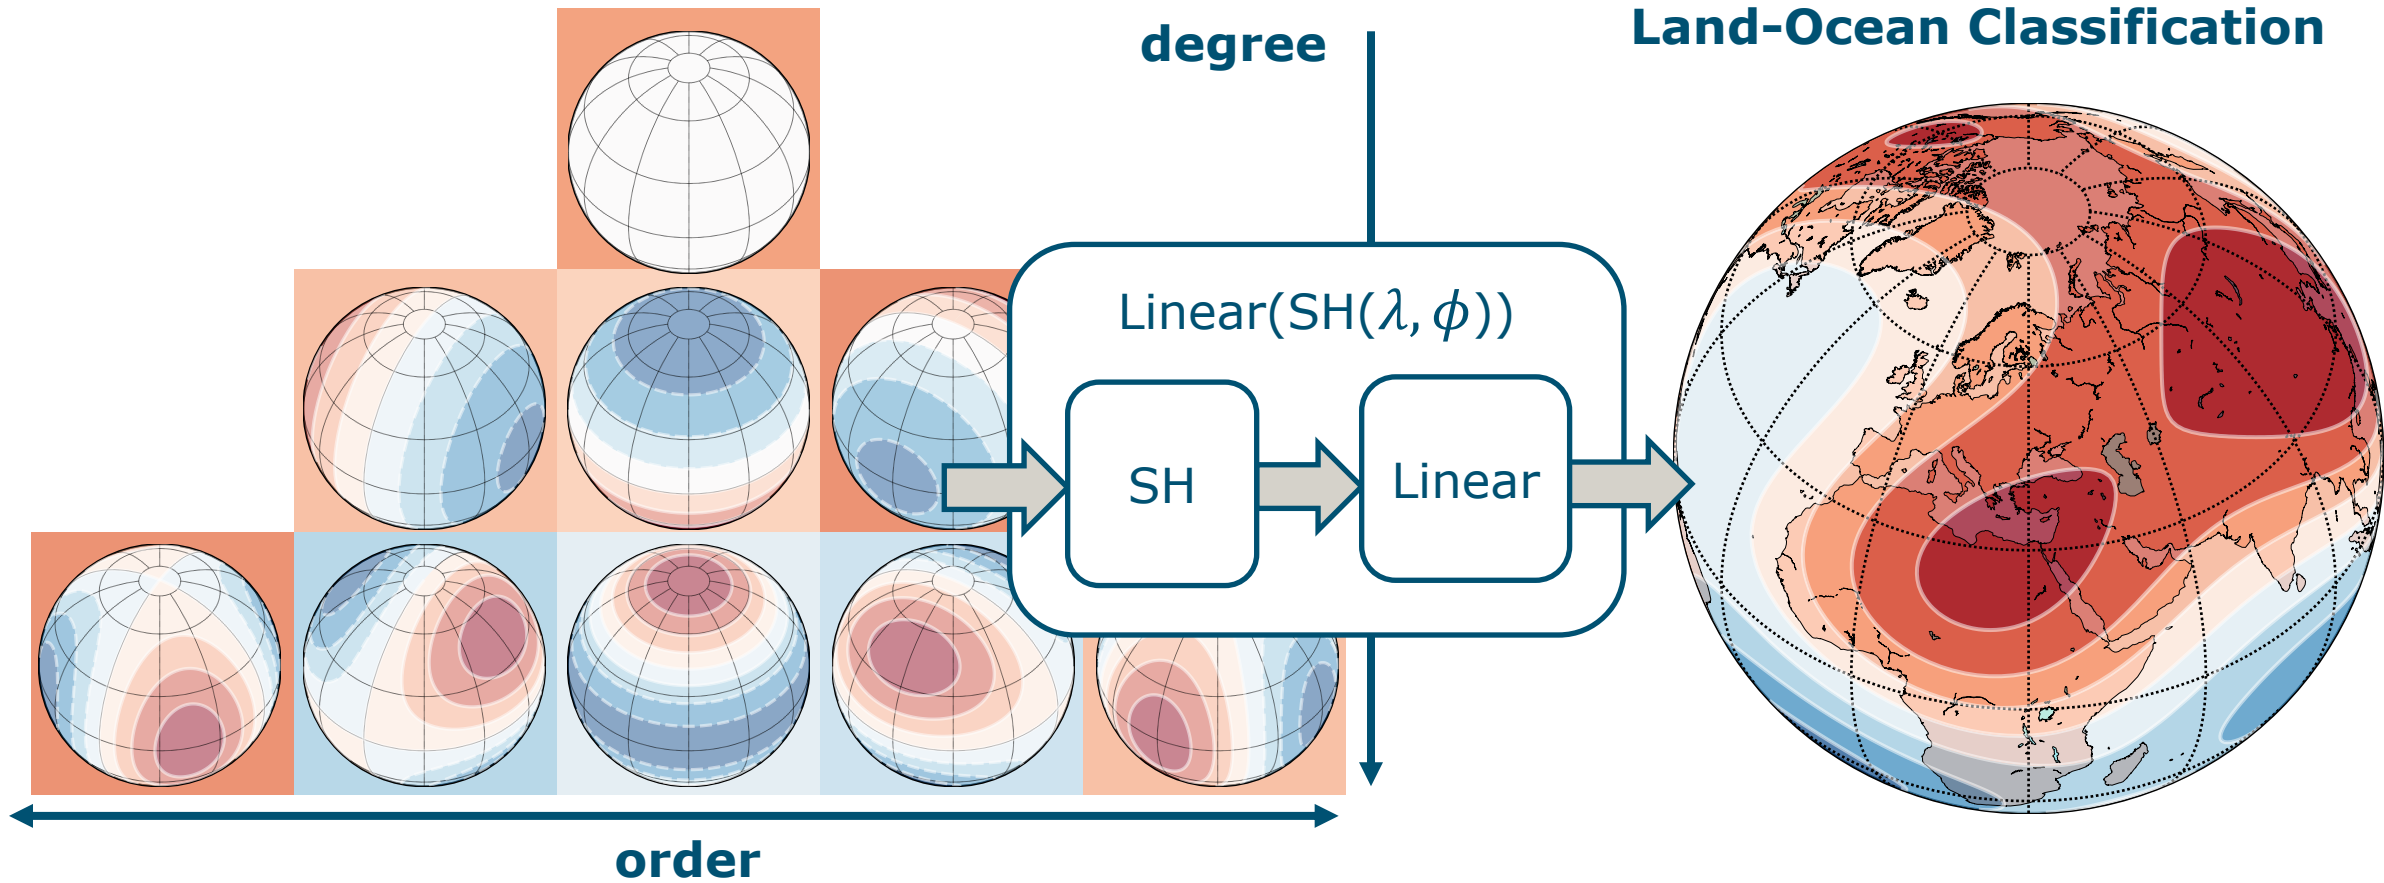 degree
Land-Ocean Classification
Linear(SH(λ, ϕ))
SH
Linear
order